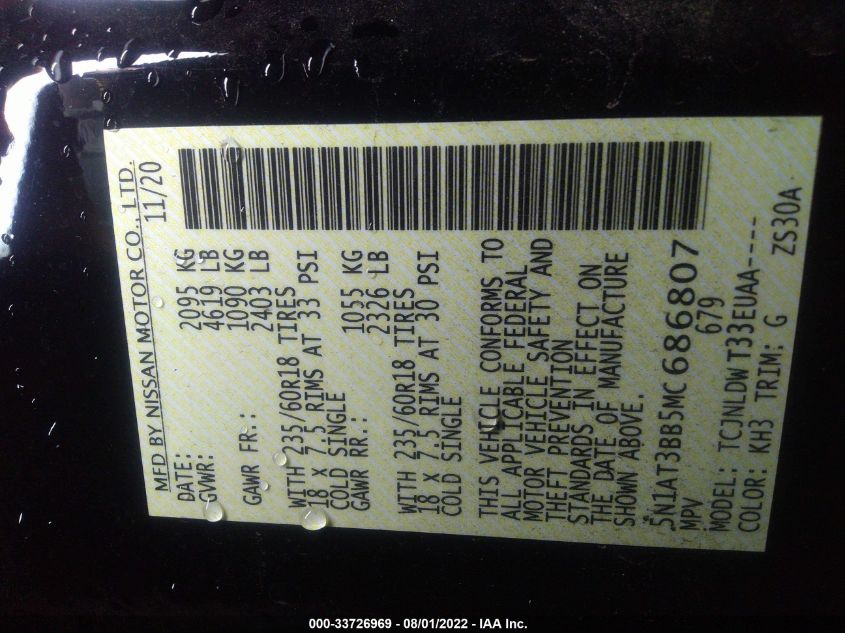 MFD BY NISSAN MOTOR CO., LTD.
DATE: 11/20
GVWR: 2095 KG
4619 LB
GAWR FR.: 1090 KG
2403 LB
WITH 235/60R18 TIRES
18 X 7.5 RIMS AT 33 PSI
COLD SINGLE
GAWR RR.: 1055 KG
2326 LB
WITH 235/60R18 TIRES
18 X 7.5 RIMS AT 30 PSI
COLD SINGLE
THIS VEHICLE CONFORMS TO
ALL APPLICABLE FEDERAL
MOTOR VEHICLE SAFETY AND
THEFT PREVENTION
STANDARDS IN EFFECT ON
THE DATE OF MANUFACTURE
SHOWN ABOVE.
5N1AT3BB5MC686807
MPV 679
MODEL: TCJNLDW T33EUAA----
COLOR: KH3 TRIM: G ZS30A
000-33726969 - 08/01/2022 - IAA Inc.